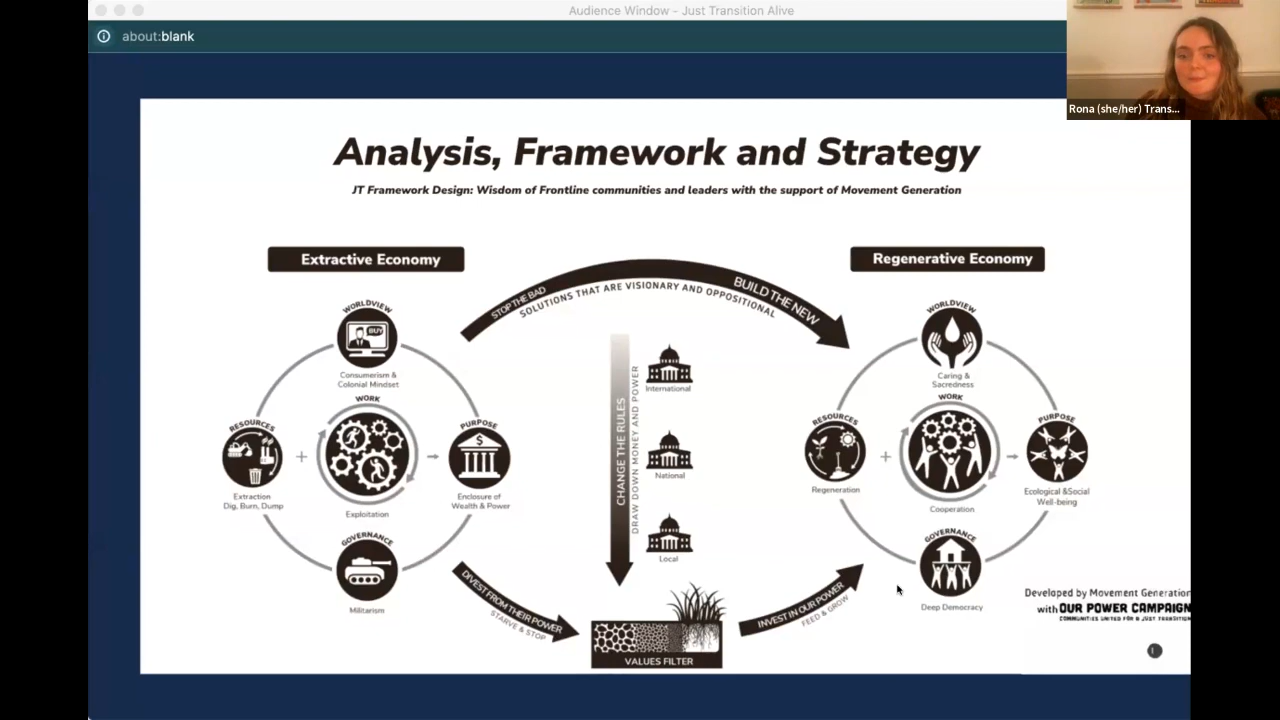 Audience Window - Just Transition Alive
about:blank
Rona (she/her) Trans...
Analysis, Framework and Strategy
JT Framework Design: Wisdom of Frontline communities and leaders with the support of Movement Generation
Extractive Economy
Regenerative Economy
STOP THE BAD
BUILD THE NEW
SOLUTIONS THAT ARE VISIONARY AND OPPOSITIONAL
WORLDVIEW
BUY
Consumerism &
Colonial Mindset
WORK
RESOURCES
PURPOSE
$
Extraction
Dig, Burn, Dump
Exploitation
Enclosure of
Wealth & Power
GOVERNANCE
Militarism
CHANGE THE RULES
DRAW DOWN MONEY AND POWER
International
National
Local
WORLDVIEW
Caring &
Sacredness
WORK
RESOURCES
PURPOSE
Regeneration
Cooperation
Ecological &Social
Well-being
GOVERNANCE
Deep Democracy
DIVEST FROM THEIR POWER
STARVE & STOP
VALUES FILTER
INVEST IN OUR POWER
FEED & GROW
Developed by Movement Generation
with OUR POWER CAMPAIGN
COMMUNITIES UNITED FOR A JUST TRANSITION